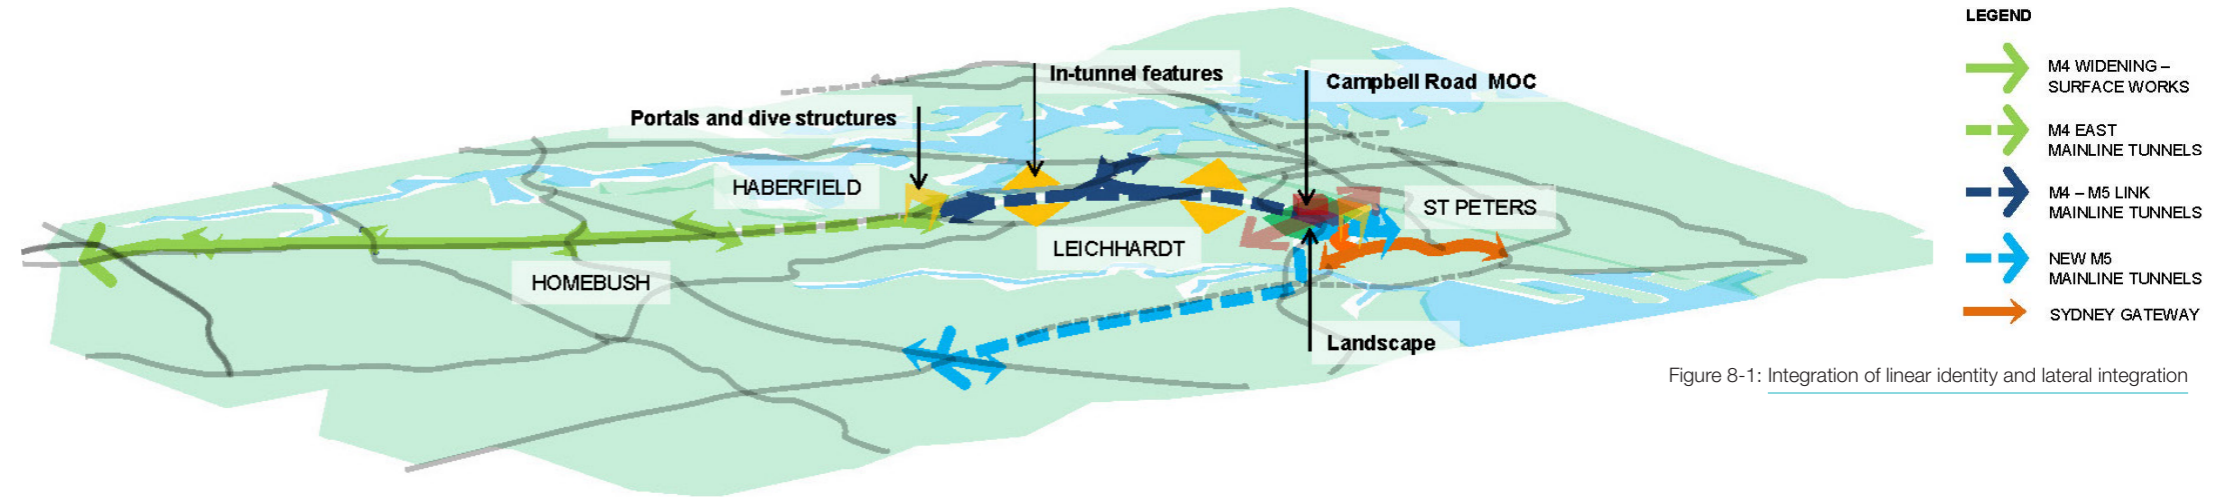 LEGEND
M4 WIDENING –
SURFACE WORKS
M4 EAST
MAINLINE TUNNELS
M4 – M5 LINK
MAINLINE TUNNELS
NEW M5
MAINLINE TUNNELS
SYDNEY GATEWAY
In-tunnel features
Campbell Road MOC
Portals and dive structures
HABERFIELD
ST PETERS
LEICHHARDT
HOMEBUSH
Landscape
Figure 8-1: Integration of linear identity and lateral integration